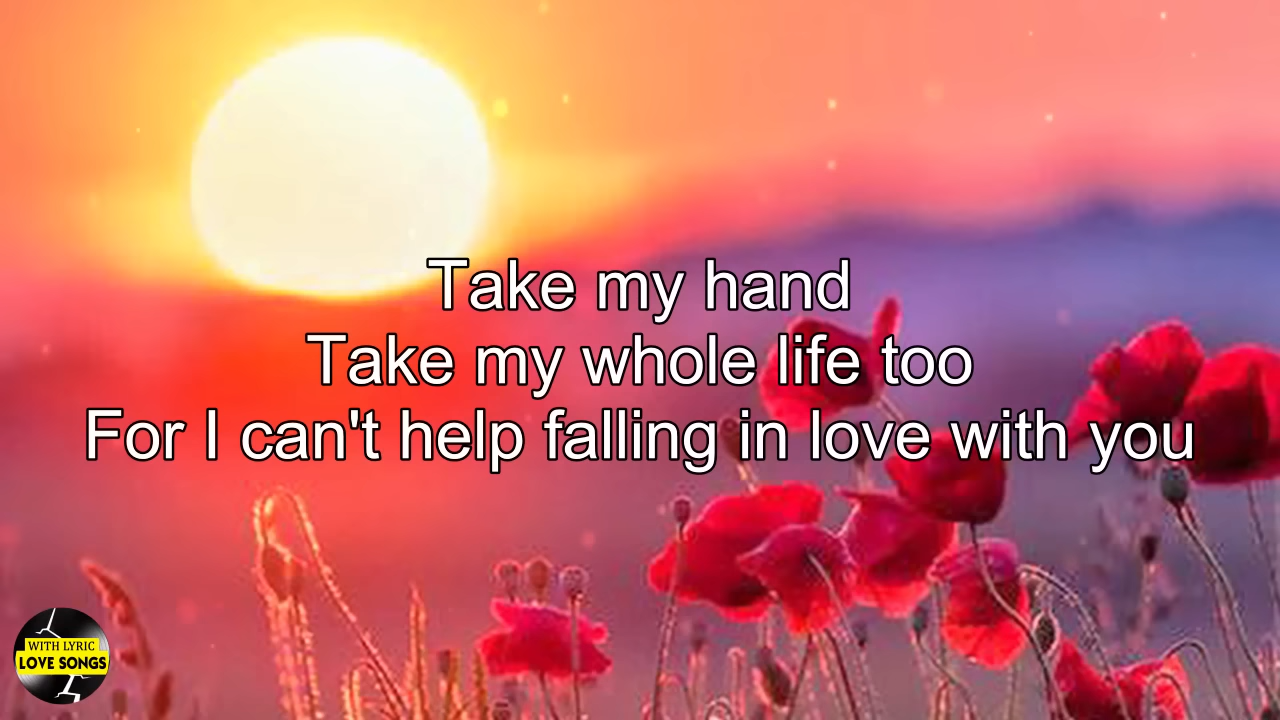 Take my hand
Take my whole life too
For I can't help falling in love with you
WITH LYRIC
LOVE SONGS